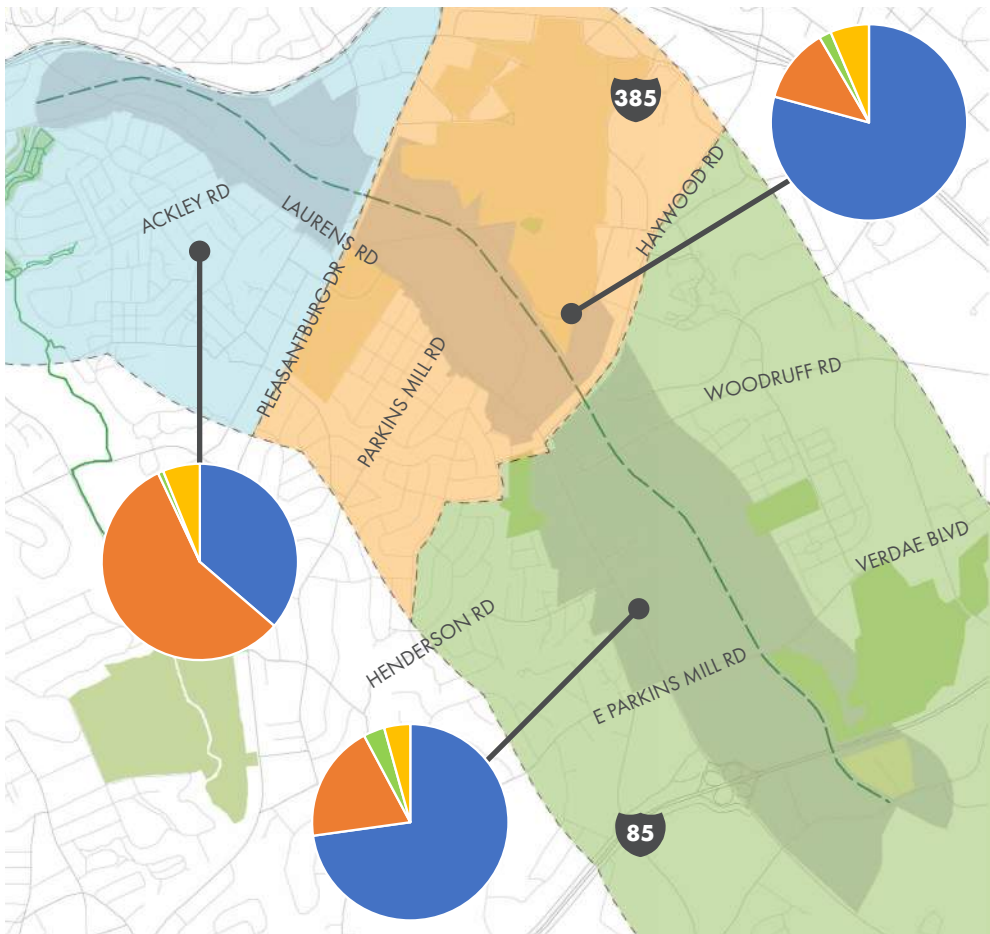 385
HAYWOOD RD
ACKLEY RD
LAURENS RD
PLEASANTBURG DR
PARKINS MILL RD
WOODRUFF RD
VERDAE BLVD
HENDERSON RD
E PARKINS MILL RD
85